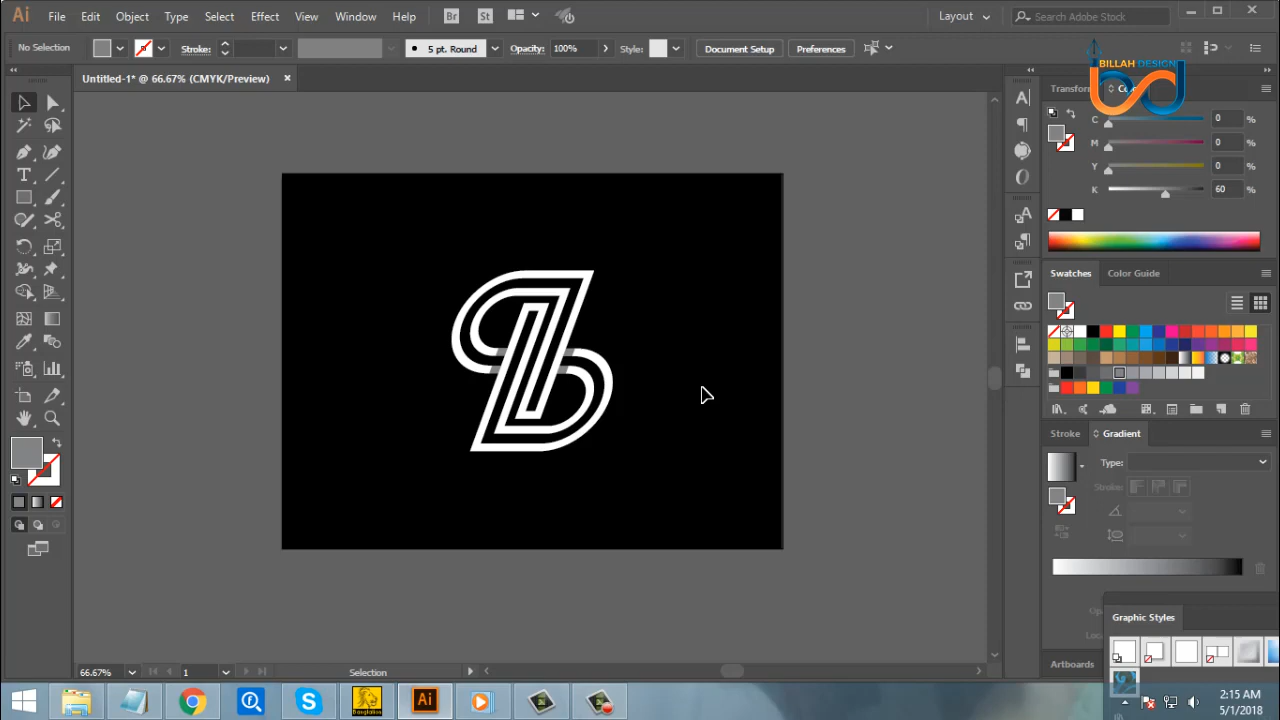 Ai File Edit Object Type Select Effect View Window Help Br St Layout Search Adobe Stock
No Selection Stroke: 5 pt. Round Opacity: 100% Style: Document Setup Preferences
BILLAH DESIGN
Untitled-1* @ 66.67% (CMYK/Preview) ×
Transform
C 0 %
M 0 %
Y 0 %
K 60 %
Swatches Color Guide
Stroke Gradient
Type:
Stroke:
Graphic Styles
Artboards
66.67% 1 Selection
Ai
2:15 AM
5/1/2018